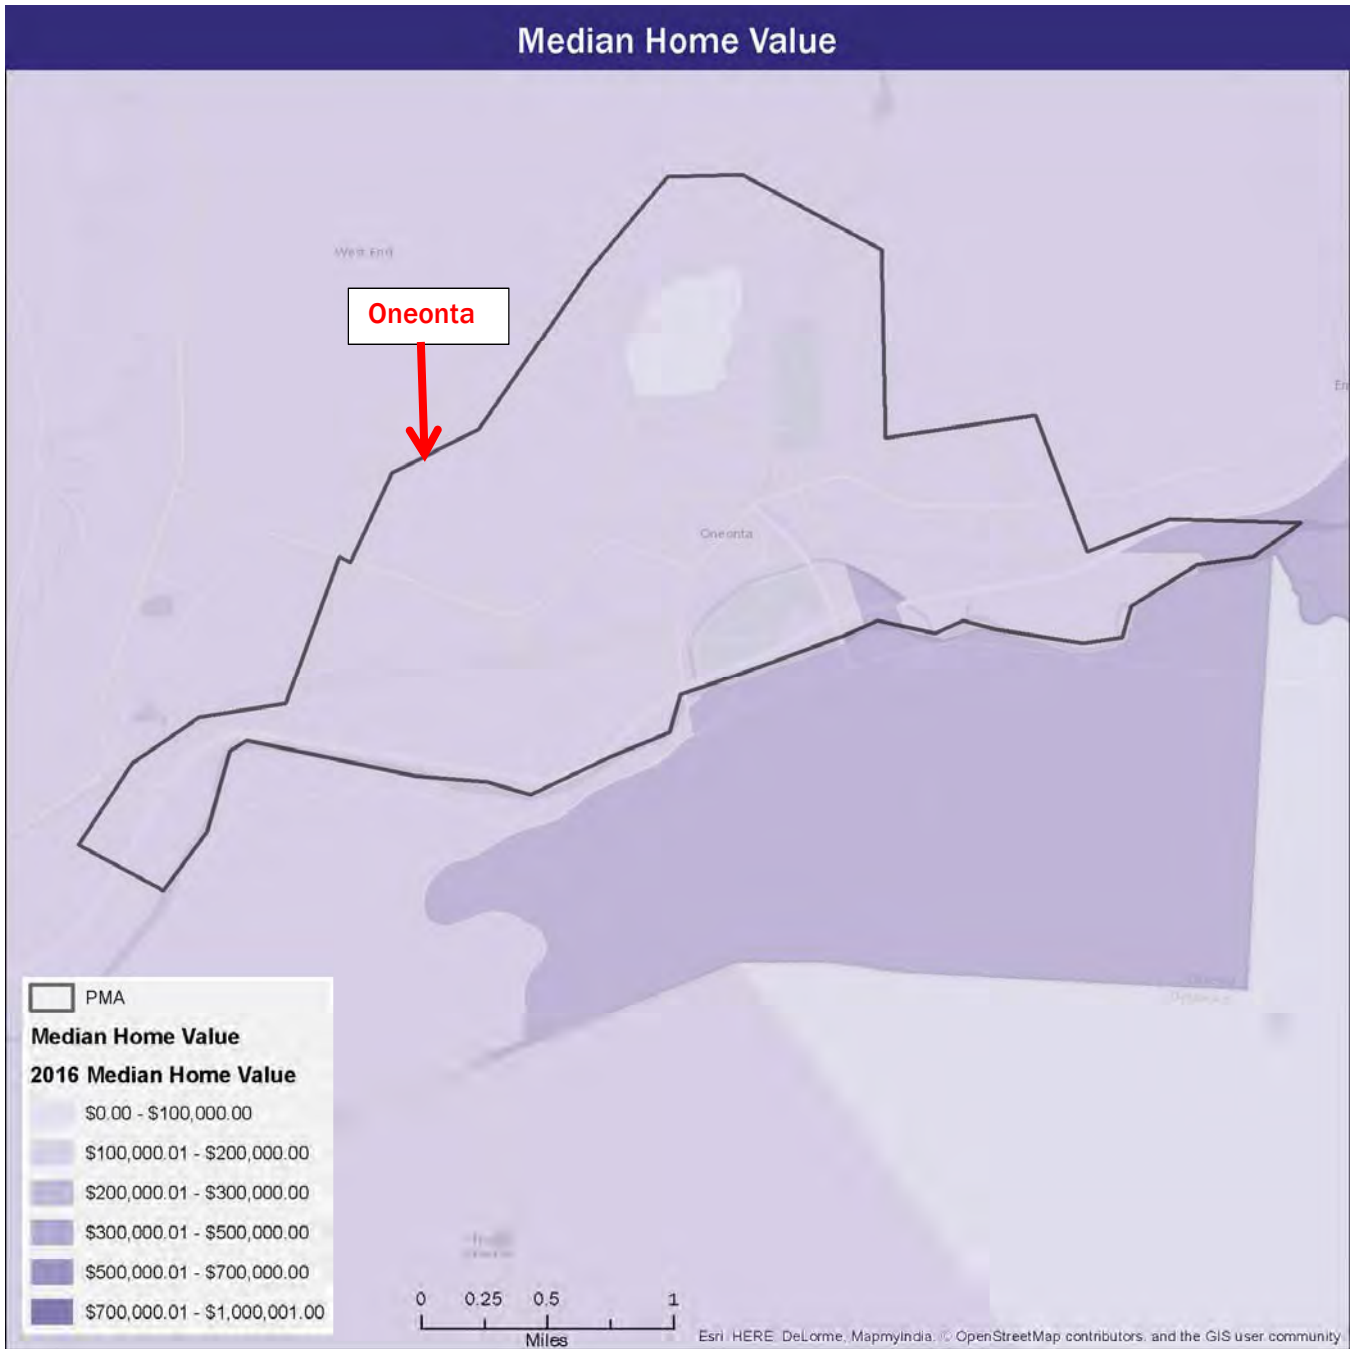 Median Home Value
West End
Oneonta
Oneonta
PMA
Median Home Value
2016 Median Home Value
$0.00 - $100,000.00
$100,000.01 - $200,000.00
$200,000.01 - $300,000.00
$300,000.01 - $500,000.00
$500,000.01 - $700,000.00
$700,000.01 - $1,000,001.00
0 0.25 0.5 1
Miles
Esri, HERE, DeLorme, MapmyIndia, © OpenStreetMap contributors, and the GIS user community